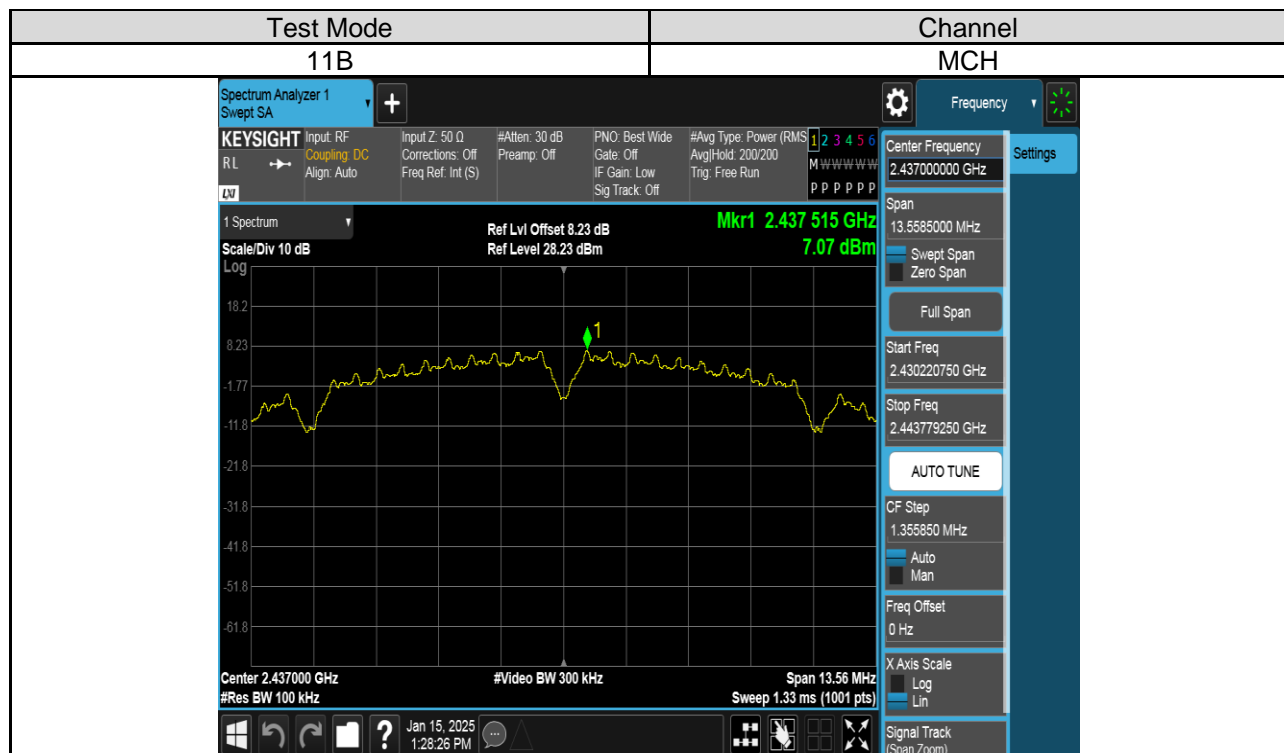 Test Mode Channel
11B MCH
Spectrum Analyzer 1
Swept SA
+
Frequency
KEYSIGHT
RL
LXI
Input: RF
Coupling: DC
Align: Auto
Input Z: 50 Ω
Corrections: Off
Freq Ref: Int (S)
#Atten: 30 dB
Preamp: Off
PNO: Best Wide
Gate: Off
IF Gain: Low
Sig Track: Off
#Avg Type: Power (RMS
Avg|Hold: 200/200
Trig: Free Run
1 2 3 4 5 6
M W W W W W
P P P P P P
1 Spectrum
Scale/Div 10 dB
Ref Lvl Offset 8.23 dB
Ref Level 28.23 dBm
Mkr1 2.437 515 GHz
7.07 dBm
Log
18.2
8.23
-1.77
-11.8
-21.8
-31.8
-41.8
-51.8
-61.8
1
Center 2.437000 GHz
#Video BW 300 kHz
Span 13.56 MHz
#Res BW 100 kHz
Sweep 1.33 ms (1001 pts)
Center Frequency
2.437000000 GHz
Settings
Span
13.5585000 MHz
Swept Span
Zero Span
Full Span
Start Freq
2.430220750 GHz
Stop Freq
2.443779250 GHz
AUTO TUNE
CF Step
1.355850 MHz
Auto
Man
Freq Offset
0 Hz
X Axis Scale
Log
Lin
Signal Track
(Span Zoom)
?
Jan 15, 2025
1:28:26 PM